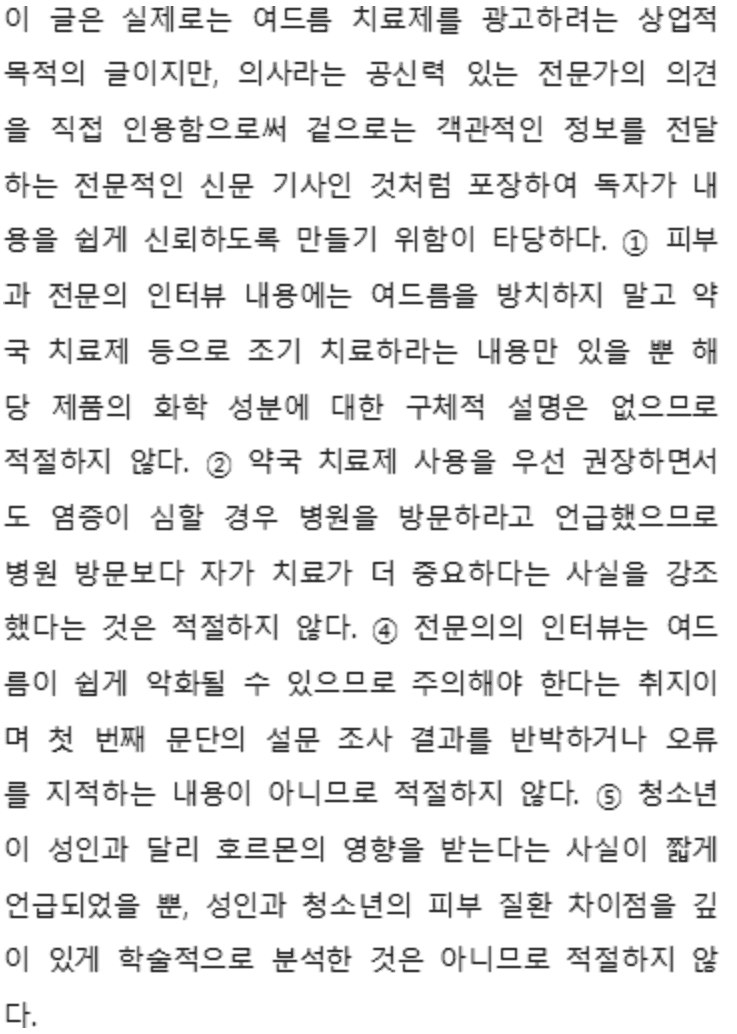 이 글은 실제로는 여드름 치료제를 광고하려는 상업적
목적의 글이지만, 의사라는 공신력 있는 전문가의 의견
을 직접 인용함으로써 겉으로는 객관적인 정보를 전달
하는 전문적인 신문 기사인 것처럼 포장하여 독자가 내
용을 쉽게 신뢰하도록 만들기 위함이 타당하다. ① 피부
과 전문의 인터뷰 내용에는 여드름을 방치하지 말고 약
국 치료제 등으로 조기 치료하라는 내용만 있을 뿐 해
당 제품의 화학 성분에 대한 구체적 설명은 없으므로
적절하지 않다. ② 약국 치료제 사용을 우선 권장하면서
도 염증이 심할 경우 병원을 방문하라고 언급했으므로
병원 방문보다 자가 치료가 더 중요하다는 사실을 강조
했다는 것은 적절하지 않다. ④ 전문의의 인터뷰는 여드
름이 쉽게 악화될 수 있으므로 주의해야 한다는 취지이
며 첫 번째 문단의 설문 조사 결과를 반박하거나 오류
를 지적하는 내용이 아니므로 적절하지 않다. ⑤ 청소년
이 성인과 달리 호르몬의 영향을 받는다는 사실이 짧게
언급되었을 뿐, 성인과 청소년의 피부 질환 차이점을 깊
이 있게 학술적으로 분석한 것은 아니므로 적절하지 않
다.